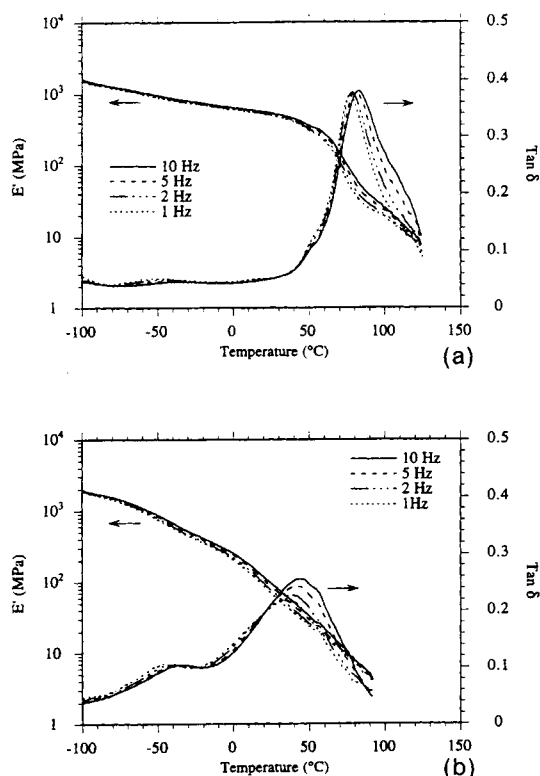 10⁴
10³
10²
10
1
E' (MPa)
0.5
0.4
0.3
0.2
0.1
0
Tan δ
10 Hz
5 Hz
2 Hz
1 Hz
-100
-50
0
50
100
150
Temperature (°C)
(a)
10⁴
10³
10²
10
1
E' (MPa)
0.5
0.4
0.3
0.2
0.1
0
Tan δ
10 Hz
5 Hz
2 Hz
1Hz
-100
-50
0
50
100
150
Temperature (°C)
(b)